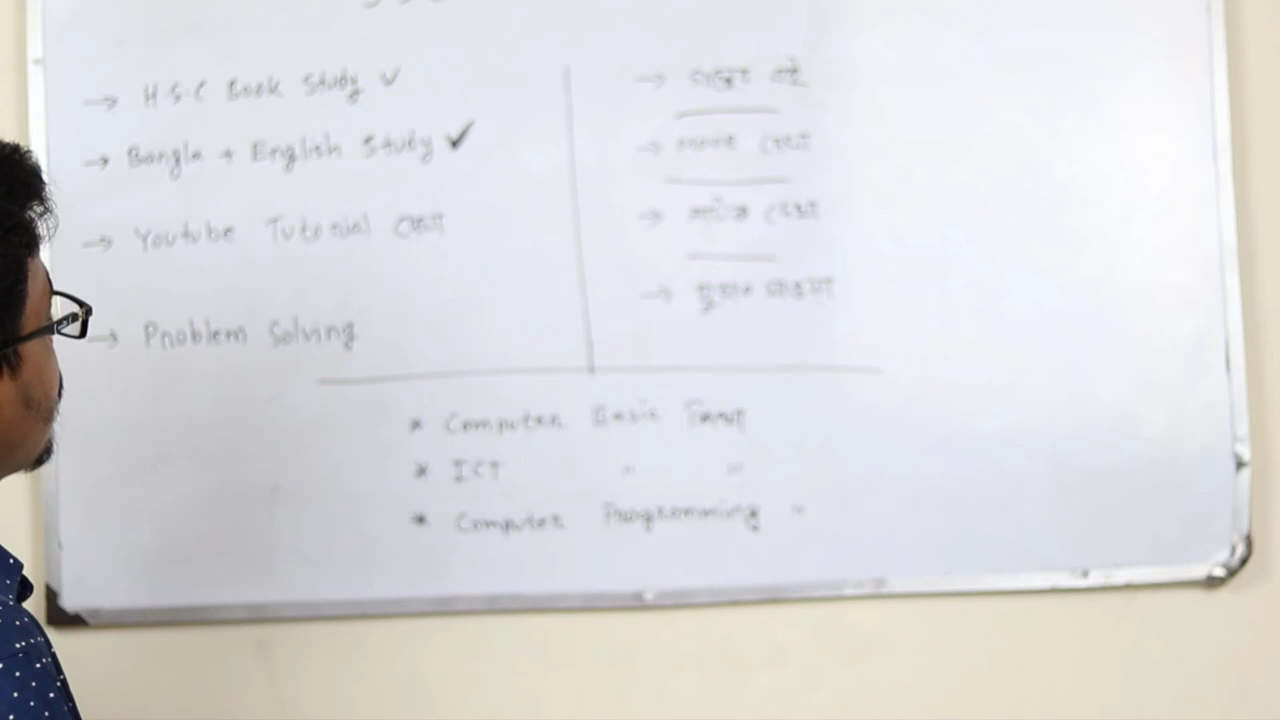 → H.S.C Book Study ✓
→ Bangla + English Study ✓
→ Youtube Tutorial দেখা
→ Problem Solving
→ গল্পের বই
→ movie দেখা
→ নাটক দেখা
→ ঘুরতে যাওয়া
* Computer Basic শিখা
* ICT " "
* Computer Programming "